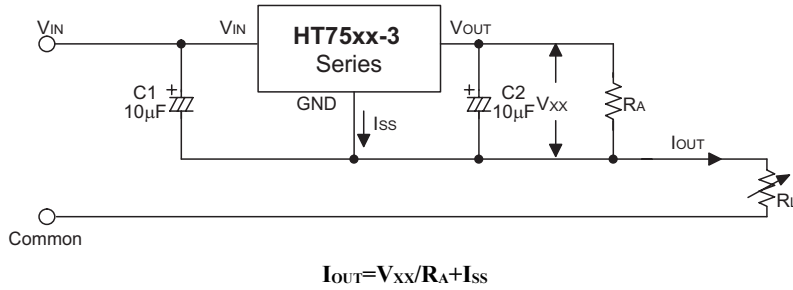 VIN
VIN
HT75xx-3
Series
VOUT
GND
C1
10μF
+
ISS
+
C2
10μF
VXX
RA
IOUT
RL
Common
IOUT=VXX/RA+ISS